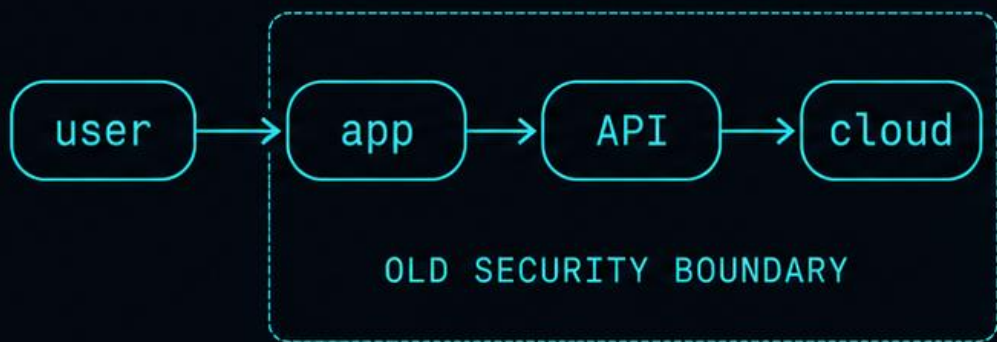 user
app
API
cloud
OLD SECURITY BOUNDARY